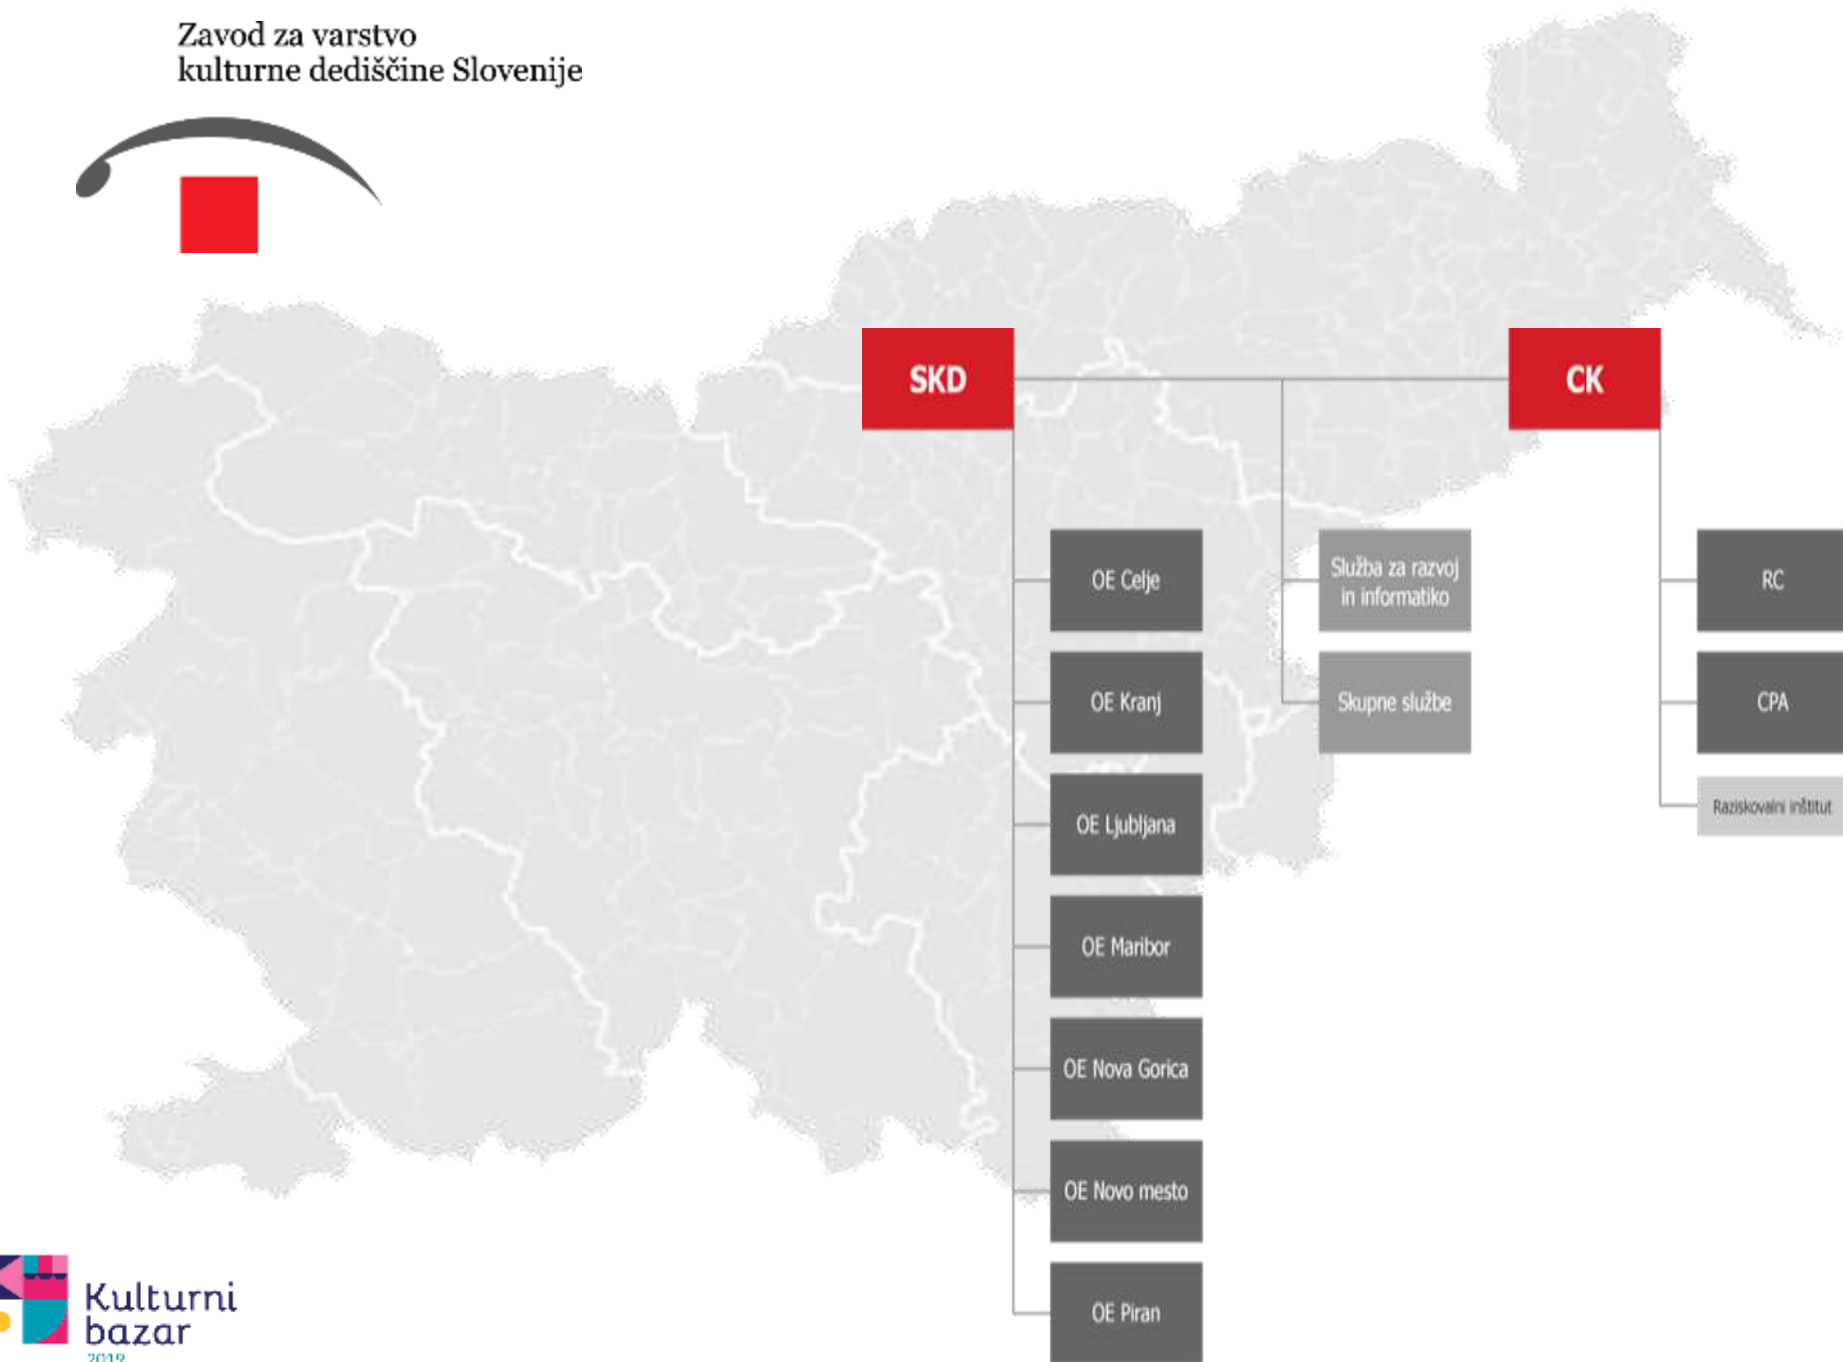 Zavod za varstvo
kulturne dediščine Slovenije
SKD
CK
OE Celje
OE Kranj
OE Ljubljana
OE Maribor
OE Nova Gorica
OE Novo mesto
OE Piran
Služba za razvoj
in informatiko
Skupne službe
RC
CPA
Raziskovalni inštitut
Kulturni
bazar
2019